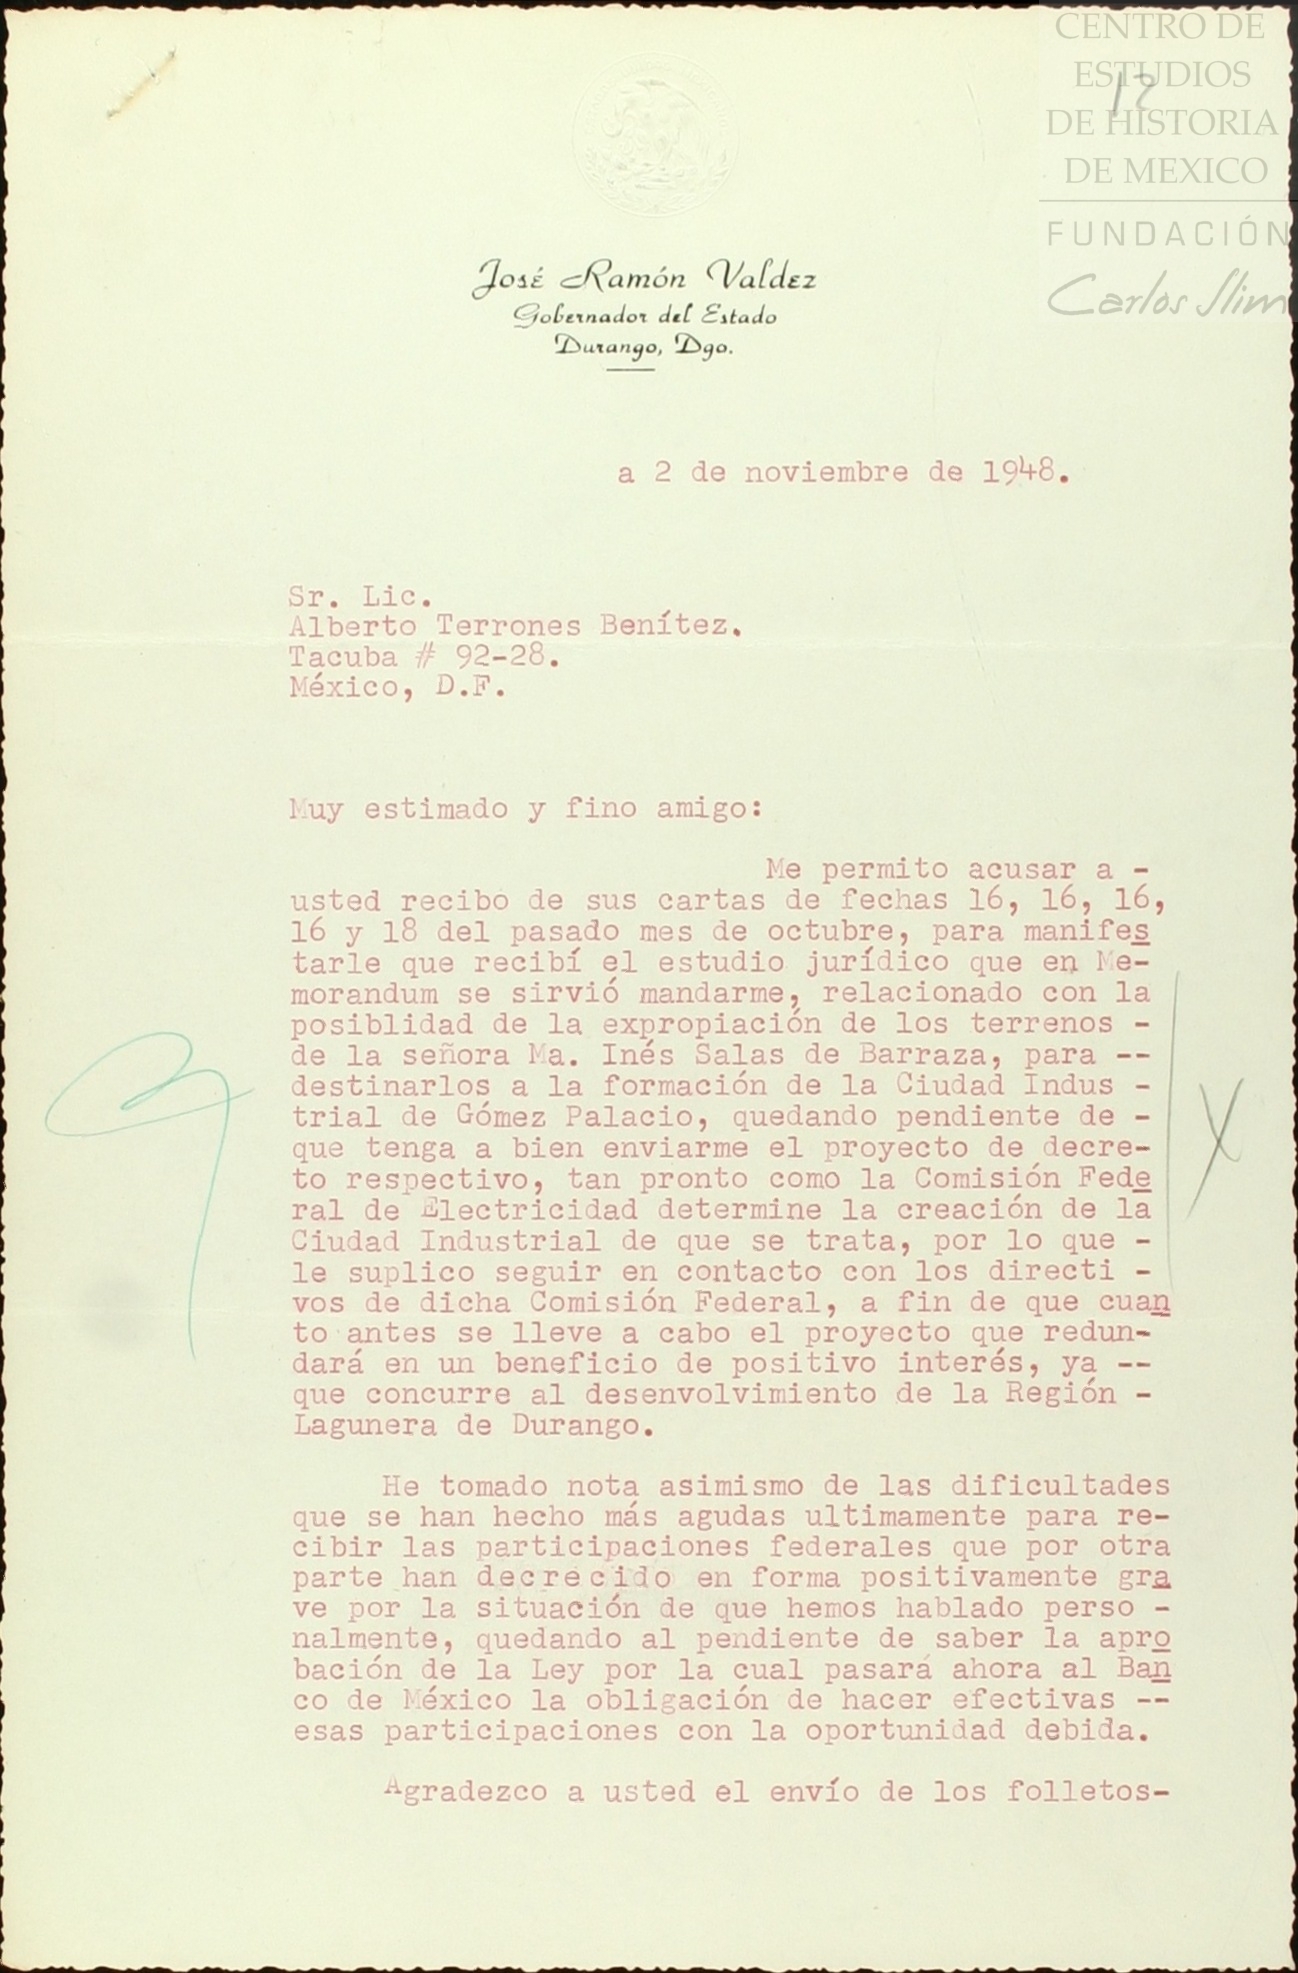 CENTRO DE
ESTUDIOS
DE HISTORIA
DE MEXICO
FUNDACIÓN
Carlos Slim
12
José Ramón Valdez
Gobernador del Estado
Durango, Dgo.
a 2 de noviembre de 1948.
Sr. Lic.
Alberto Terrones Benítez.
Tacuba # 92-28.
México, D.F.
Muy estimado y fino amigo:
Me permito acusar a -
usted recibo de sus cartas de fechas 16, 16, 16,
16 y 18 del pasado mes de octubre, para manifes
tarle que recibí el estudio jurídico que en Me-
morandum se sirvió mandarme, relacionado con la
posiblidad de la expropiación de los terrenos -
de la señora Ma. Inés Salas de Barraza, para --
destinarlos a la formación de la Ciudad Indus -
trial de Gómez Palacio, quedando pendiente de -
que tenga a bien enviarme el proyecto de decre-
to respectivo, tan pronto como la Comisión Fede
ral de Electricidad determine la creación de la
Ciudad Industrial de que se trata, por lo que -
le suplico seguir en contacto con los directi -
vos de dicha Comisión Federal, a fin de que cuan
to antes se lleve a cabo el proyecto que redun-
dará en un beneficio de positivo interés, ya --
que concurre al desenvolvimiento de la Región -
Lagunera de Durango.
He tomado nota asimismo de las dificultades
que se han hecho más agudas ultimamente para re-
cibir las participaciones federales que por otra
parte han decrecido en forma positivamente gra
ve por la situación de que hemos hablado perso -
nalmente, quedando al pendiente de saber la apro
bación de la Ley por la cual pasará ahora al Ban
co de México la obligación de hacer efectivas --
esas participaciones con la oportunidad debida.
Agradezco a usted el envío de los folletos-